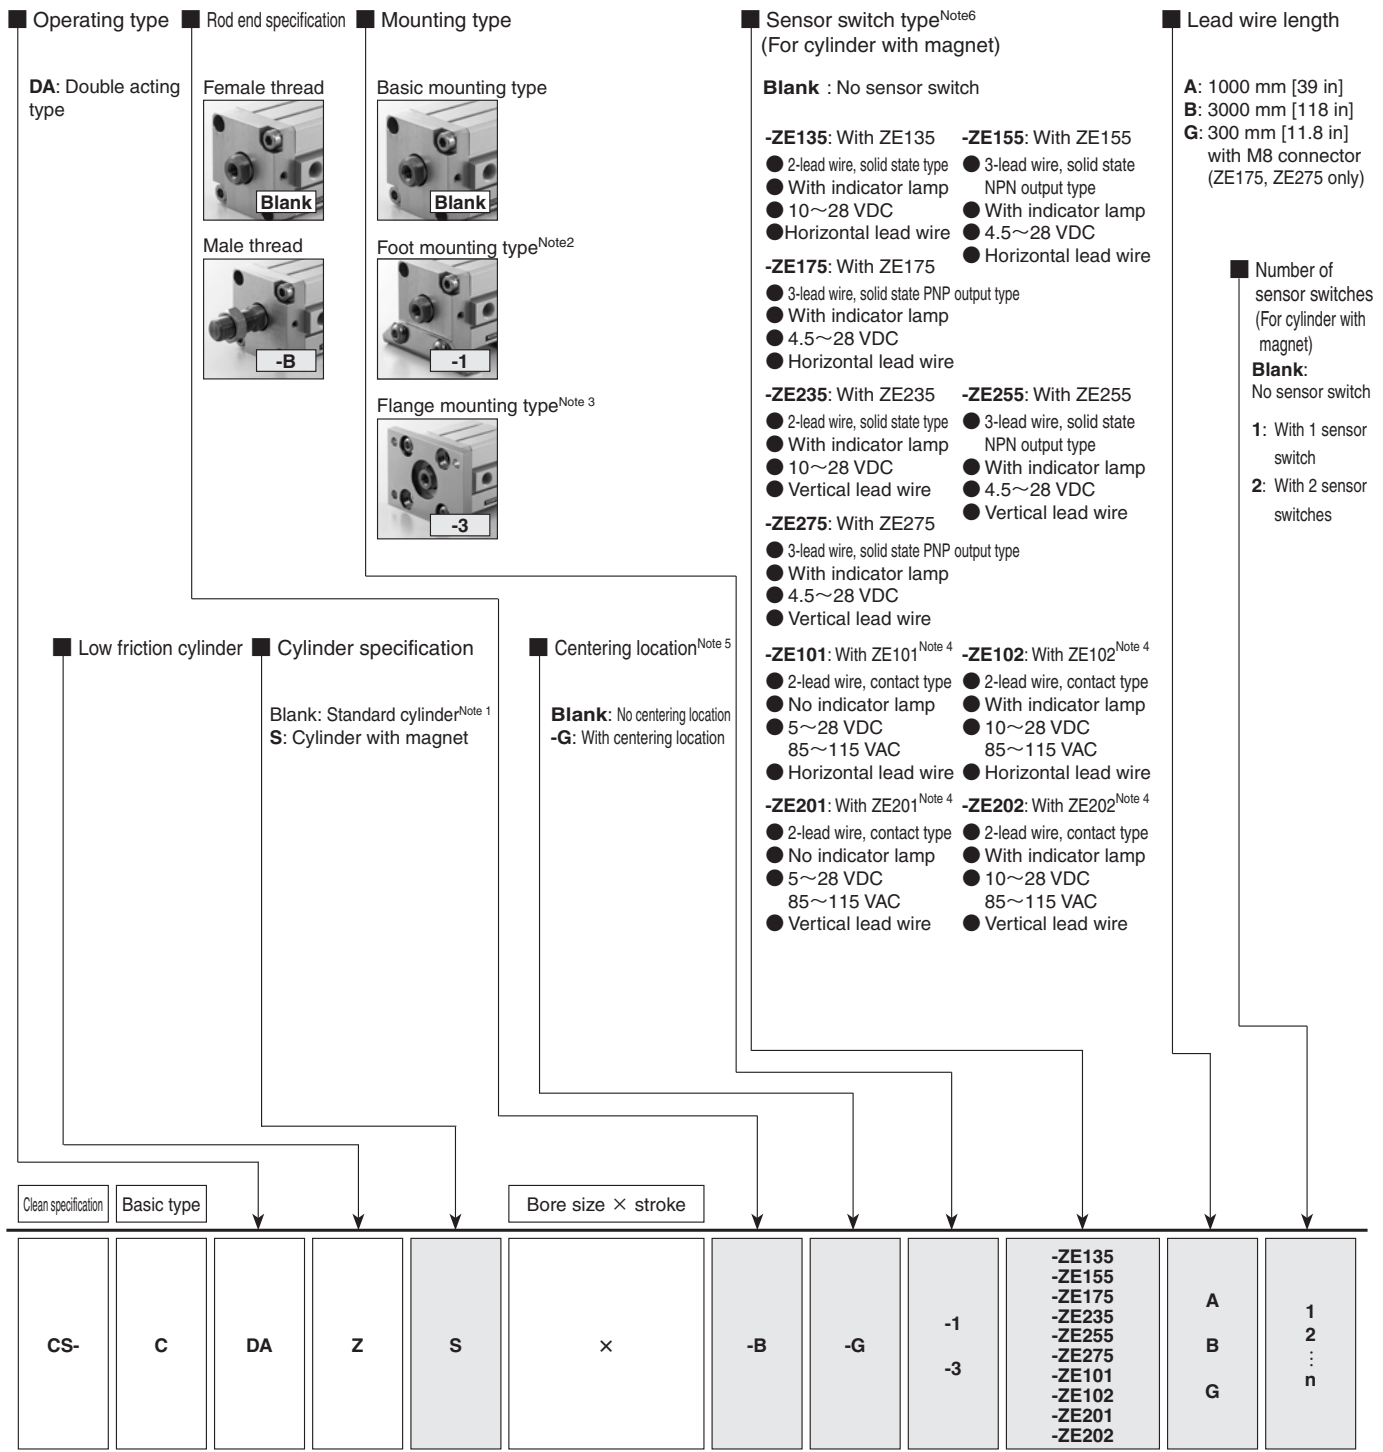 ■ Operating type
DA: Double acting
type
■ Rod end specification
Female thread
Blank
Male thread
-B
■ Mounting type
Basic mounting type
Blank
Foot mounting typeNote2
-1
Flange mounting typeNote 3
-3
■ Sensor switch typeNote6
(For cylinder with magnet)
Blank : No sensor switch
-ZE135: With ZE135
● 2-lead wire, solid state type
● With indicator lamp
● 10～28 VDC
●Horizontal lead wire
-ZE155: With ZE155
● 3-lead wire, solid state
NPN output type
● With indicator lamp
● 4.5～28 VDC
● Horizontal lead wire
-ZE175: With ZE175
● 3-lead wire, solid state PNP output type
● With indicator lamp
● 4.5～28 VDC
● Horizontal lead wire
-ZE235: With ZE235
● 2-lead wire, solid state type
● With indicator lamp
● 10～28 VDC
● Vertical lead wire
-ZE255: With ZE255
● 3-lead wire, solid state
NPN output type
● With indicator lamp
● 4.5～28 VDC
● Vertical lead wire
-ZE275: With ZE275
● 3-lead wire, solid state PNP output type
● With indicator lamp
● 4.5～28 VDC
● Vertical lead wire
-ZE101: With ZE101Note 4
● 2-lead wire, contact type
● No indicator lamp
● 5～28 VDC
85～115 VAC
● Horizontal lead wire
-ZE102: With ZE102Note 4
● 2-lead wire, contact type
● With indicator lamp
● 10～28 VDC
85～115 VAC
● Horizontal lead wire
-ZE201: With ZE201Note 4
● 2-lead wire, contact type
● No indicator lamp
● 5～28 VDC
85～115 VAC
● Vertical lead wire
-ZE202: With ZE202Note 4
● 2-lead wire, contact type
● With indicator lamp
● 10～28 VDC
85～115 VAC
● Vertical lead wire
■ Lead wire length
A: 1000 mm [39 in]
B: 3000 mm [118 in]
G: 300 mm [11.8 in]
with M8 connector
(ZE175, ZE275 only)
■ Number of
sensor switches
(For cylinder with
magnet)
Blank:
No sensor switch
1: With 1 sensor
switch
2: With 2 sensor
switches
■ Low friction cylinder
■ Cylinder specification
Blank: Standard cylinderNote 1
S: Cylinder with magnet
■ Centering locationNote 5
Blank: No centering location
-G: With centering location
Clean specification
Basic type
Bore size × stroke
CS-
C
DA
Z
S
×
-B
-G
-1
-3
-ZE135
-ZE155
-ZE175
-ZE235
-ZE255
-ZE275
-ZE101
-ZE102
-ZE201
-ZE202
A
B
G
1
2
⋮
n